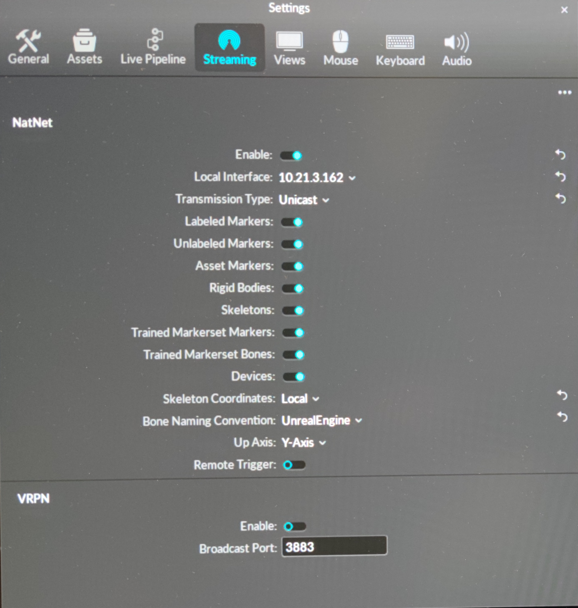 Settings
General Assets Live Pipeline Streaming Views Mouse Keyboard Audio
NatNet
Enable:
Local Interface: 10.21.3.162
Transmission Type: Unicast
Labeled Markers:
Unlabeled Markers:
Asset Markers:
Rigid Bodies:
Skeletons:
Trained Markerset Markers:
Trained Markerset Bones:
Devices:
Skeleton Coordinates: Local
Bone Naming Convention: UnrealEngine
Up Axis: Y-Axis
Remote Trigger:
VRPN
Enable:
Broadcast Port: 3883